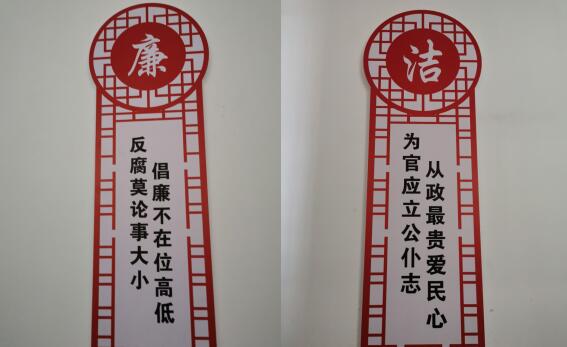 廉
反腐莫论事大小
倡廉不在位高低
洁
为官应立公仆志
从政最贵爱民心